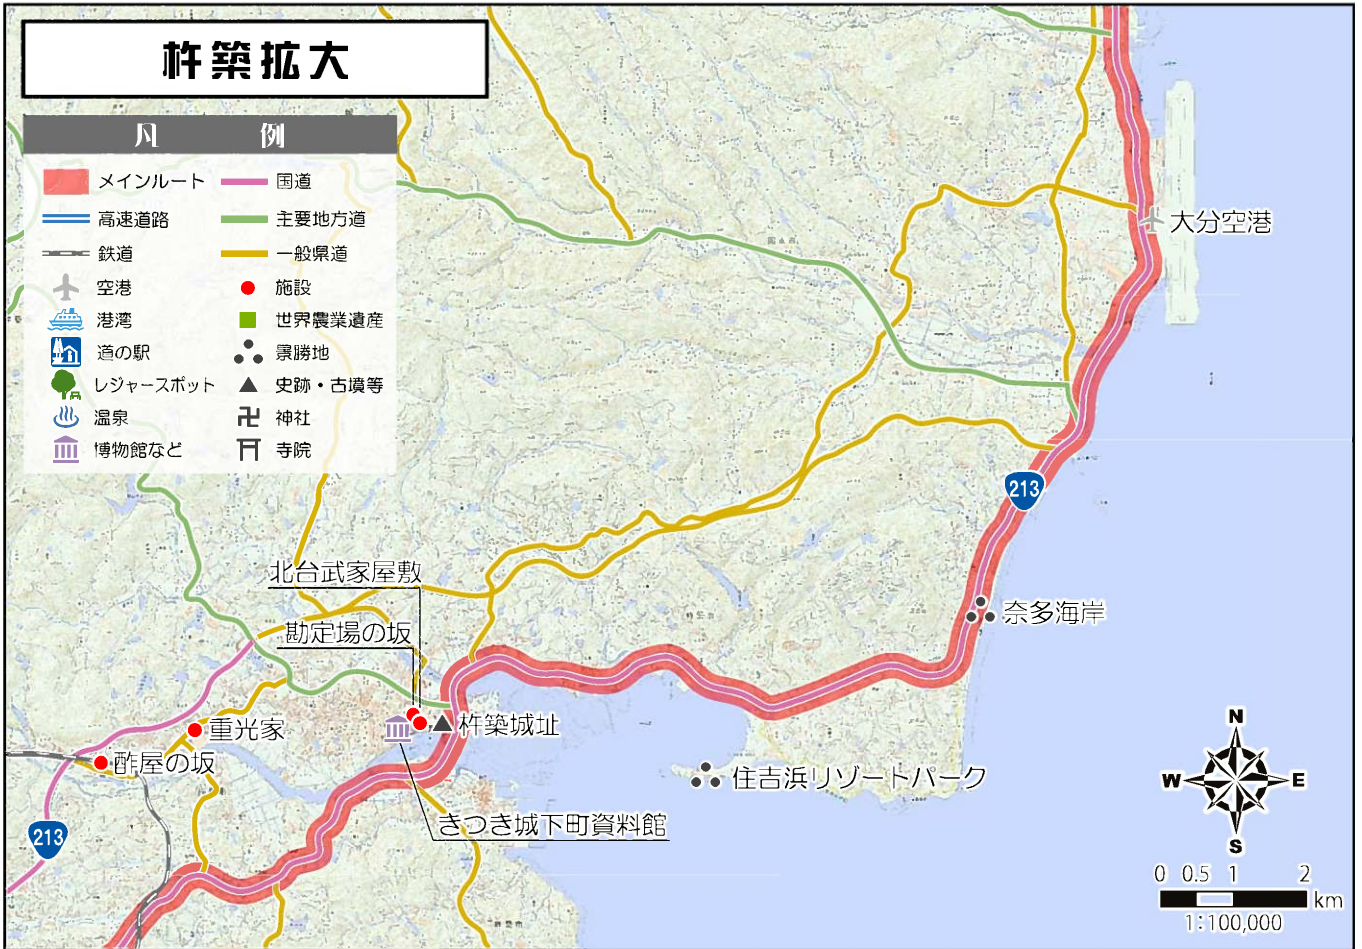 杵築拡大
凡 例
メインルート 国道
高速道路 主要地方道
鉄道 一般県道
空港 施設
港湾 世界農業遺産
道の駅 景勝地
レジャースポット 史跡・古墳等
温泉 神社
博物館など 寺院
大分空港
213
北台武家屋敷
奈多海岸
勘定場の坂
重光家
杵築城址
酢屋の坂
住吉浜リゾートパーク
きつき城下町資料館
213
N
W E
S
0 0.5 1 2
km
1:100,000